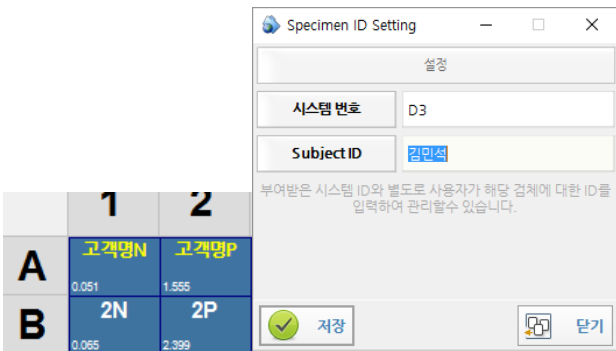 Specimen ID Setting
설정
시스템 번호 D3
Subject ID 김민석
부여받은 시스템 ID와 별도로 사용자가 해당 검체에 대한 ID를
입력하여 관리할수 있습니다.
저장 닫기
1 2
A 고객명N 고객명P
0.051 1.555
B 2N 2P
0.065 2.399